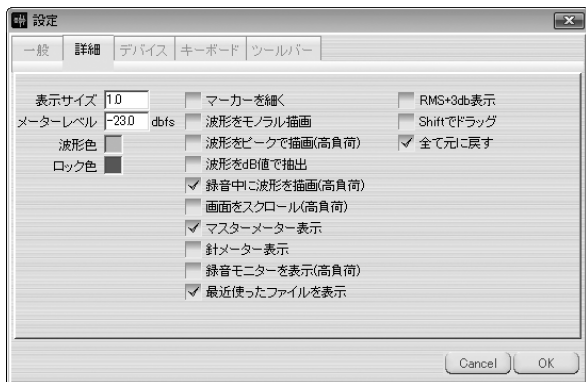 設定
一般 詳細 デバイス キーボード ツールバー
表示サイズ 1.0
メーターレベル -23.0 dbfs
波形色
ロック色
マーカーを細く
波形をモノラル描画
波形をピークで描画(高負荷)
波形をdB値で抽出
録音中に波形を描画(高負荷)
画面をスクロール(高負荷)
マスターメーター表示
針メーター表示
録音モニターを表示(高負荷)
最近使ったファイルを表示
RMS+3db表示
Shiftでドラッグ
全て元に戻す
Cancel OK